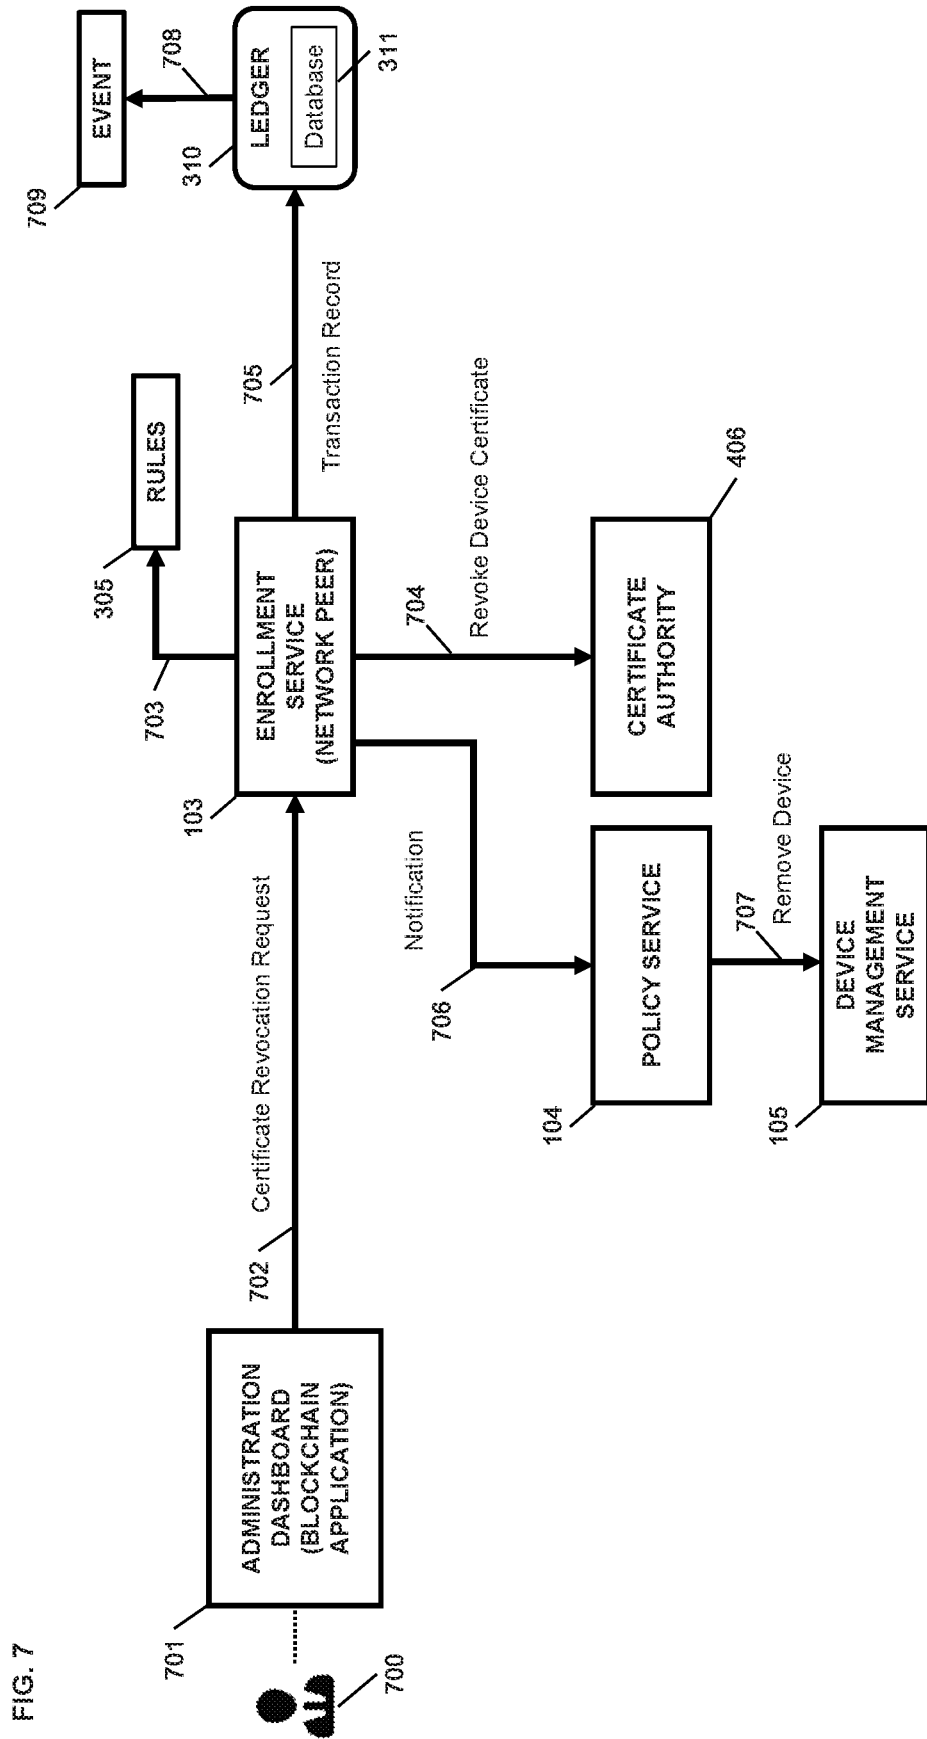 FIG. 7
700
701
ADMINISTRATION
DASHBOARD
(BLOCKCHAIN
APPLICATION)
702
Certificate Revocation Request
103
ENROLLMENT
SERVICE
(NETWORK PEER)
703
305
RULES
704
Revoke Device Certificate
406
CERTIFICATE
AUTHORITY
705
Transaction Record
310
LEDGER
Database
311
708
709
EVENT
706
Notification
104
POLICY SERVICE
707
Remove Device
105
DEVICE
MANAGEMENT
SERVICE